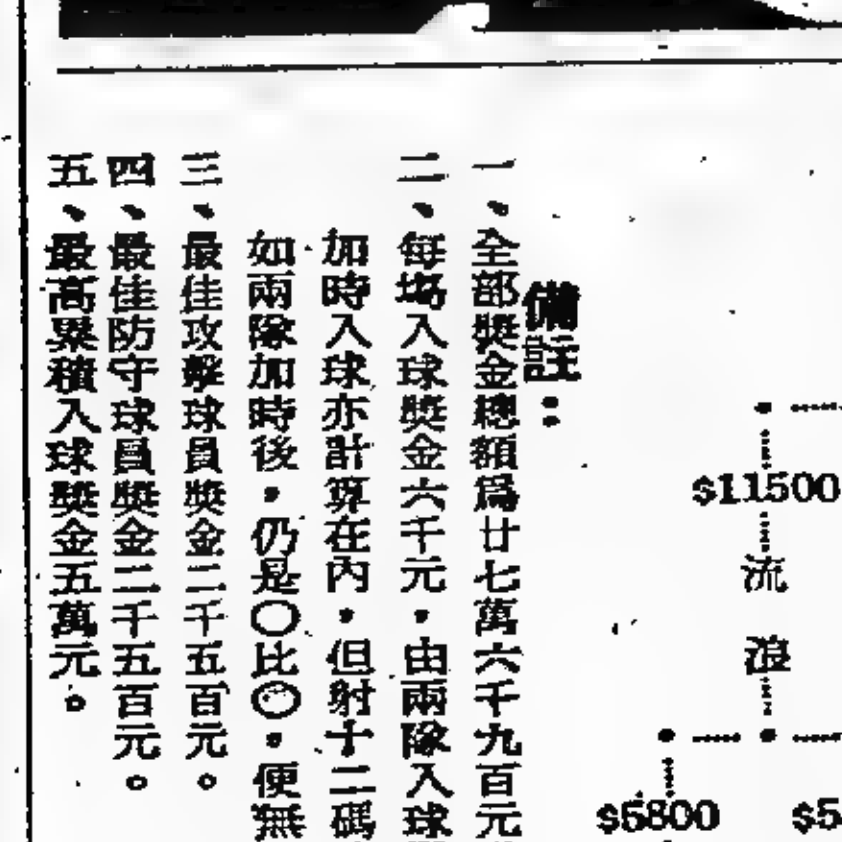 備註：
一、全部獎金總額爲廿七萬六千九百元
二、每塲入球獎金六千元，由兩隊入球
加時入球亦計算在內，但射十二碼
如兩隊加時後，仍是〇比〇，便無
三、最佳攻擊球員獎金二千五百元。
四、最佳防守球員獎金二千五百元。
五、最高累積入球獎金五萬元。
$11500
流浪
$5800
$5